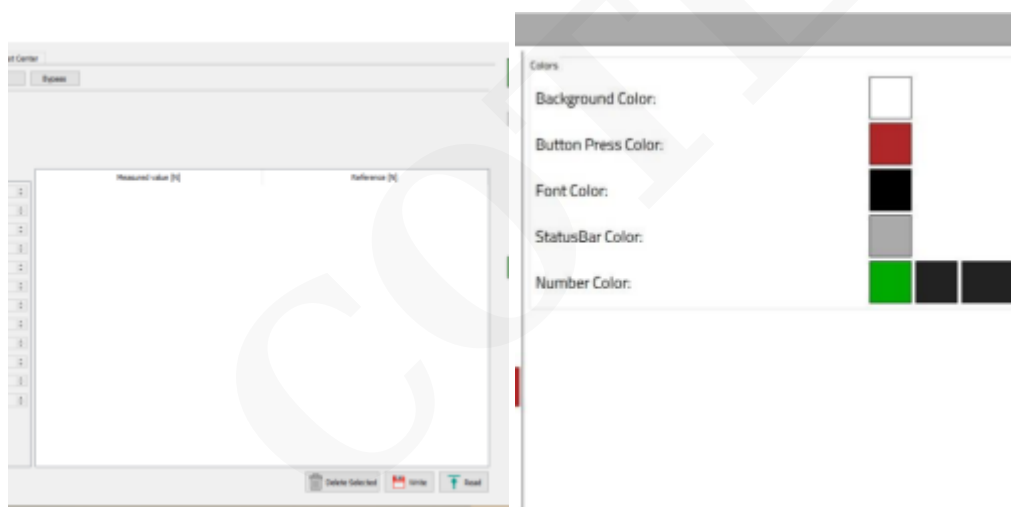 Center
Bypass
Measured value [N] Reference [N]
Delete Selected Write Read
Colors
Background Color:
Button Press Color:
Font Color:
StatusBar Color:
Number Color: